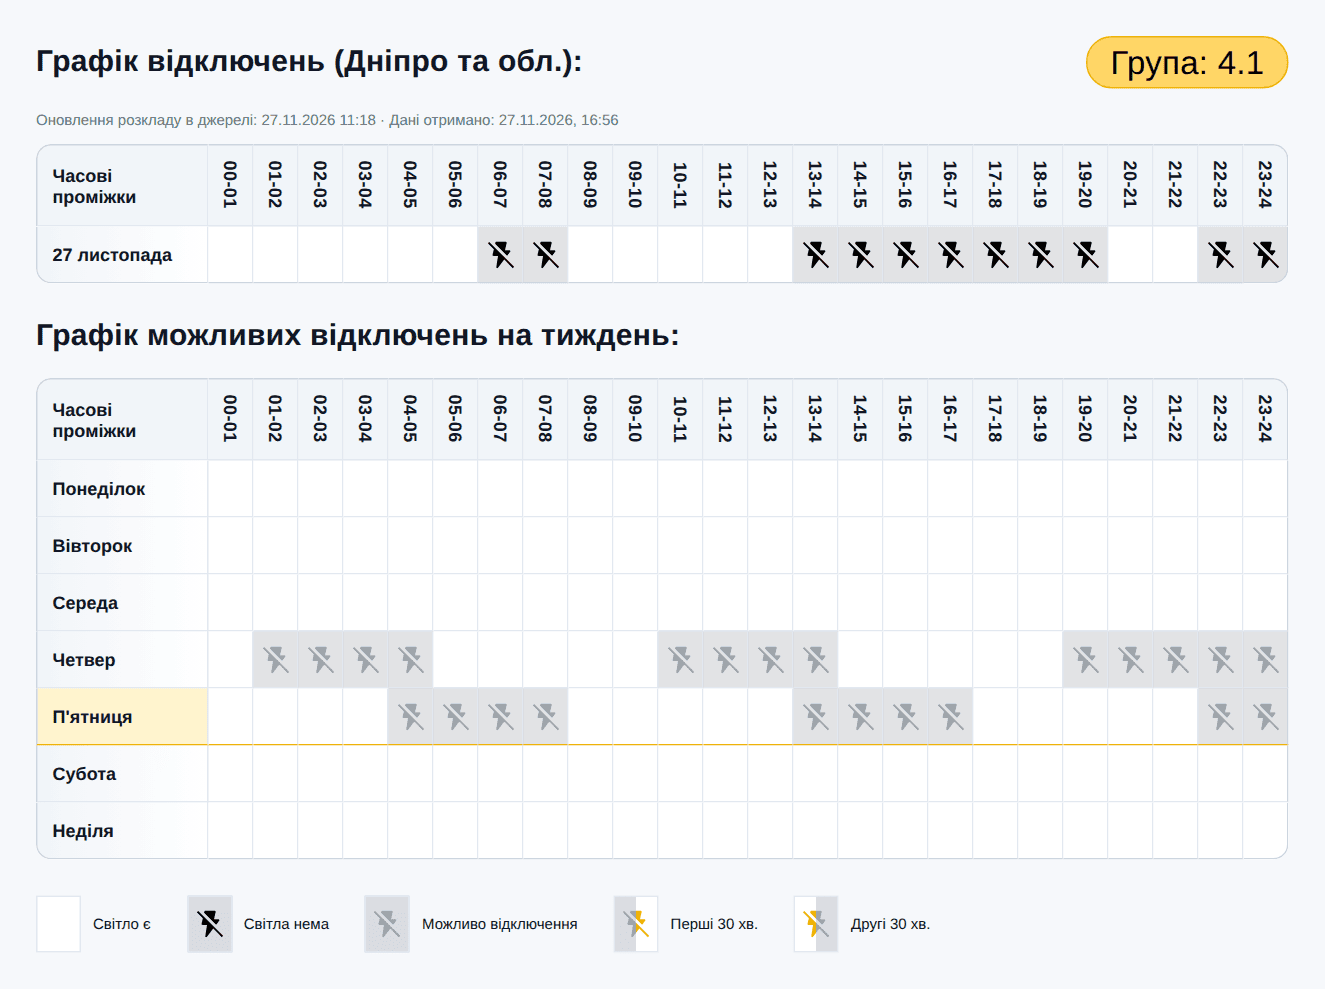 Графік відключень (Дніпро та обл.):
Група: 4.1
Оновлення розкладу в джерелі: 27.11.2026 11:18 · Дані отримано: 27.11.2026, 16:56
Часові
проміжки
00-01 01-02 02-03 03-04 04-05 05-06 06-07 07-08 08-09 09-10 10-11 11-12 12-13 13-14 14-15 15-16 16-17 17-18 18-19 19-20 20-21 21-22 22-23 23-24
27 листопада
Графік можливих відключень на тиждень:
Часові
проміжки
00-01 01-02 02-03 03-04 04-05 05-06 06-07 07-08 08-09 09-10 10-11 11-12 12-13 13-14 14-15 15-16 16-17 17-18 18-19 19-20 20-21 21-22 22-23 23-24
Понеділок
Вівторок
Середа
Четвер
П'ятниця
Субота
Неділя
Світло є
Світла нема
Можливо відключення
Перші 30 хв.
Другі 30 хв.